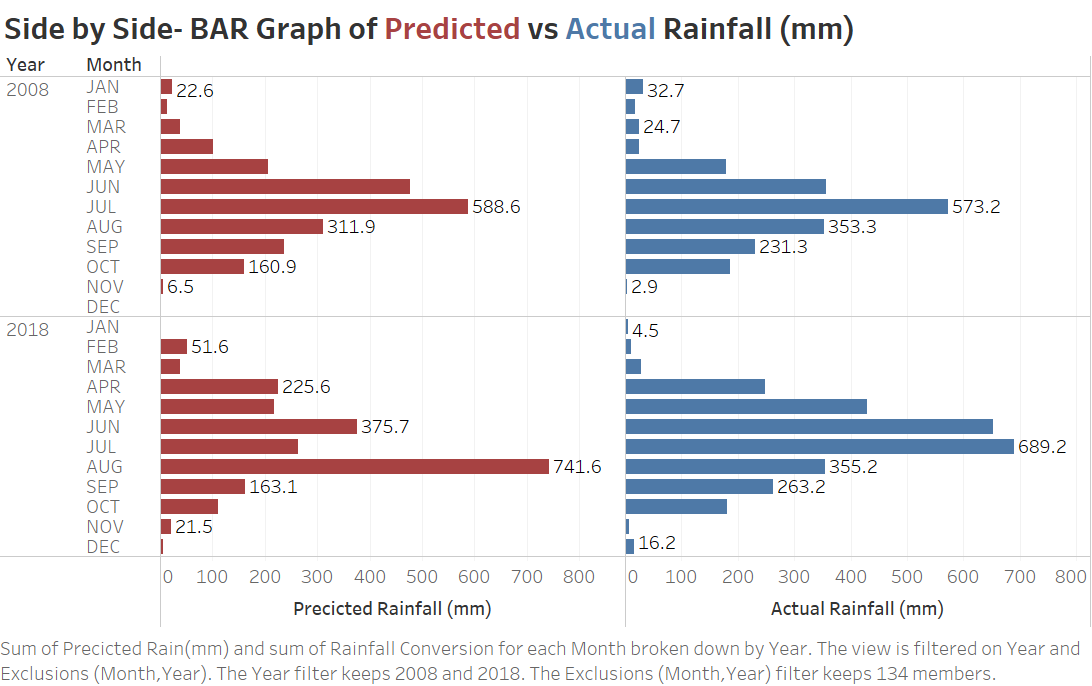 Side by Side- BAR Graph of Predicted vs Actual Rainfall (mm)
Year Month
2008 JAN 22.6 32.7
FEB
MAR 24.7
APR
MAY
JUN
JUL 588.6 573.2
AUG 311.9 353.3
SEP 231.3
OCT 160.9
NOV 6.5 2.9
DEC
2018 JAN 4.5
FEB 51.6
MAR
APR 225.6
MAY
JUN 375.7
JUL 689.2
AUG 741.6 355.2
SEP 163.1 263.2
OCT
NOV 21.5
DEC 16.2
0 100 200 300 400 500 600 700 800 0 100 200 300 400 500 600 700 800
Precicted Rainfall (mm) Actual Rainfall (mm)
Sum of Precicted Rain(mm) and sum of Rainfall Conversion for each Month broken down by Year. The view is filtered on Year and
Exclusions (Month,Year). The Year filter keeps 2008 and 2018. The Exclusions (Month,Year) filter keeps 134 members.